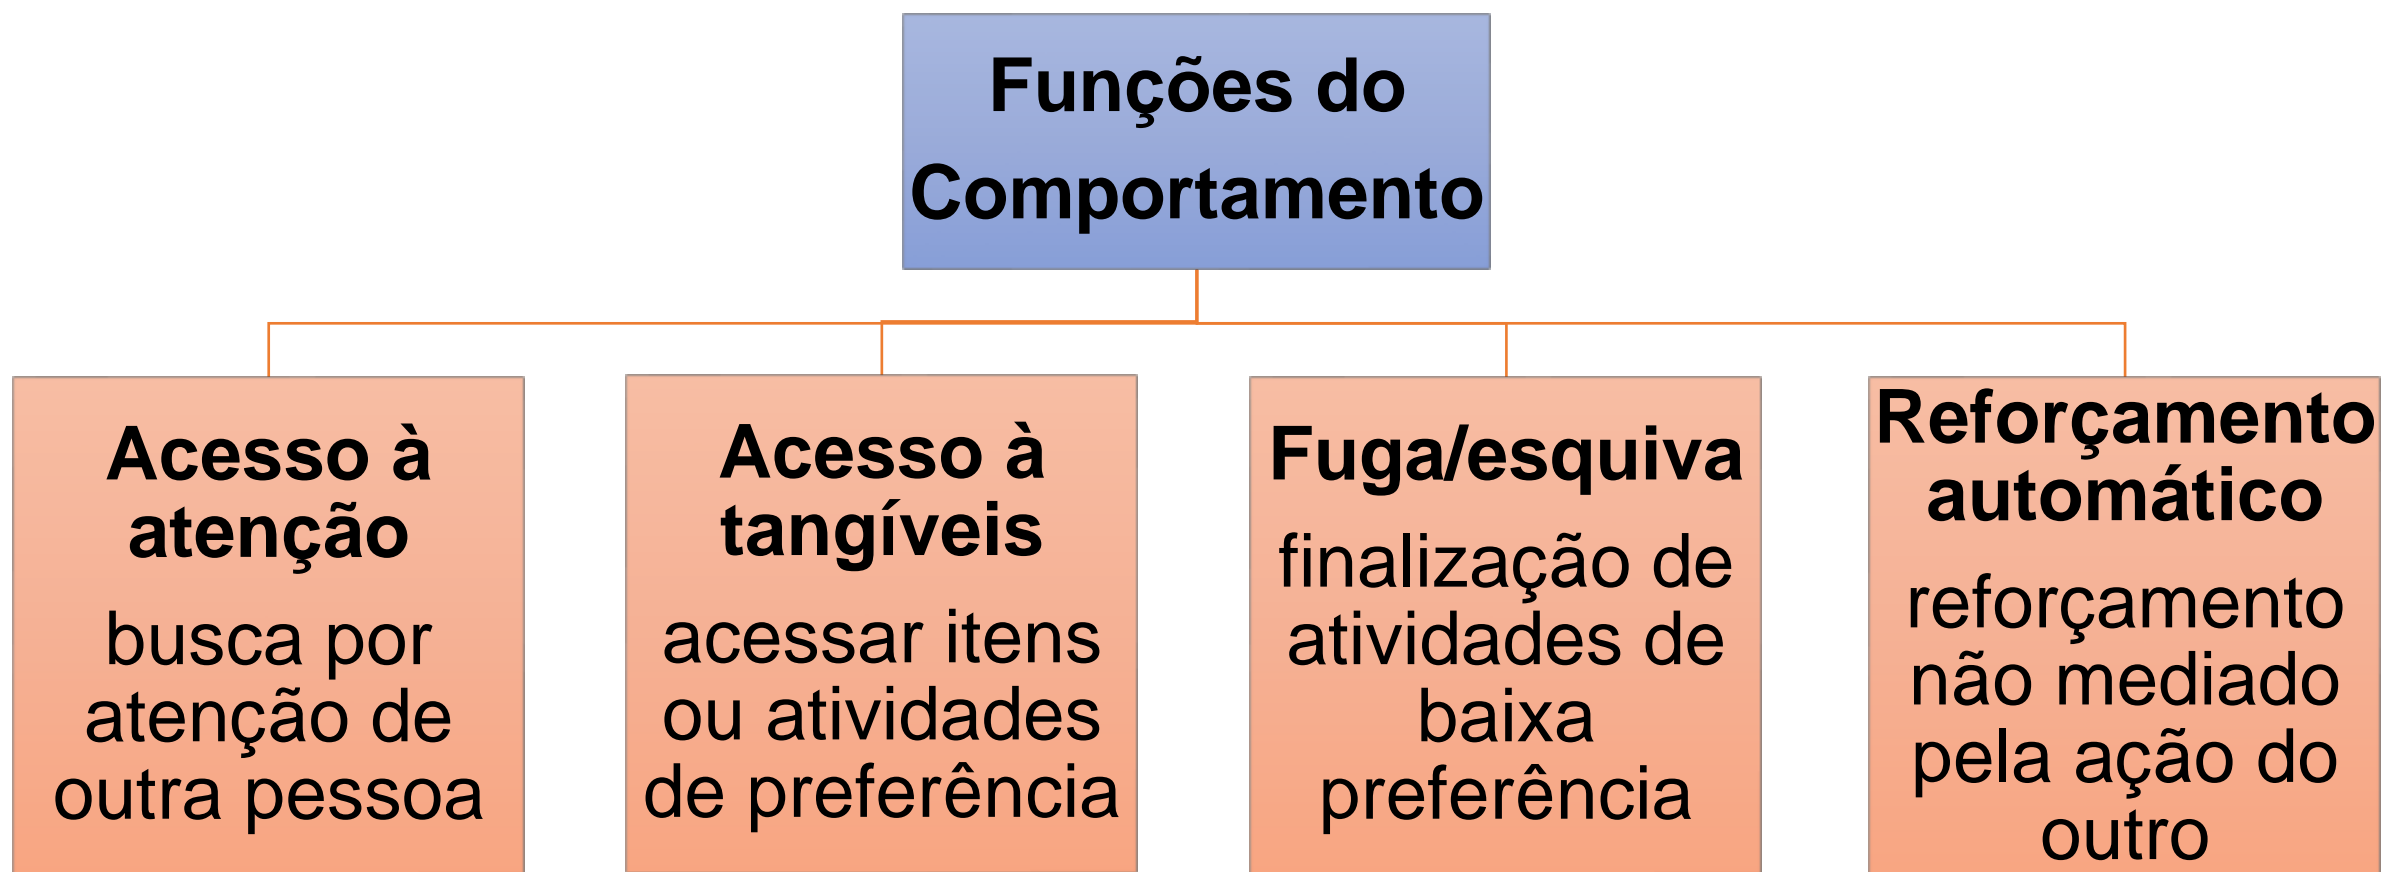 Funções do
Comportamento
Acesso à
atenção
busca por
atenção de
outra pessoa
Acesso à
tangíveis
acessar itens
ou atividades
de preferência
Fuga/esquiva
finalização de
atividades de
baixa
preferência
Reforçamento
automático
reforçamento
não mediado
pela ação do
outro